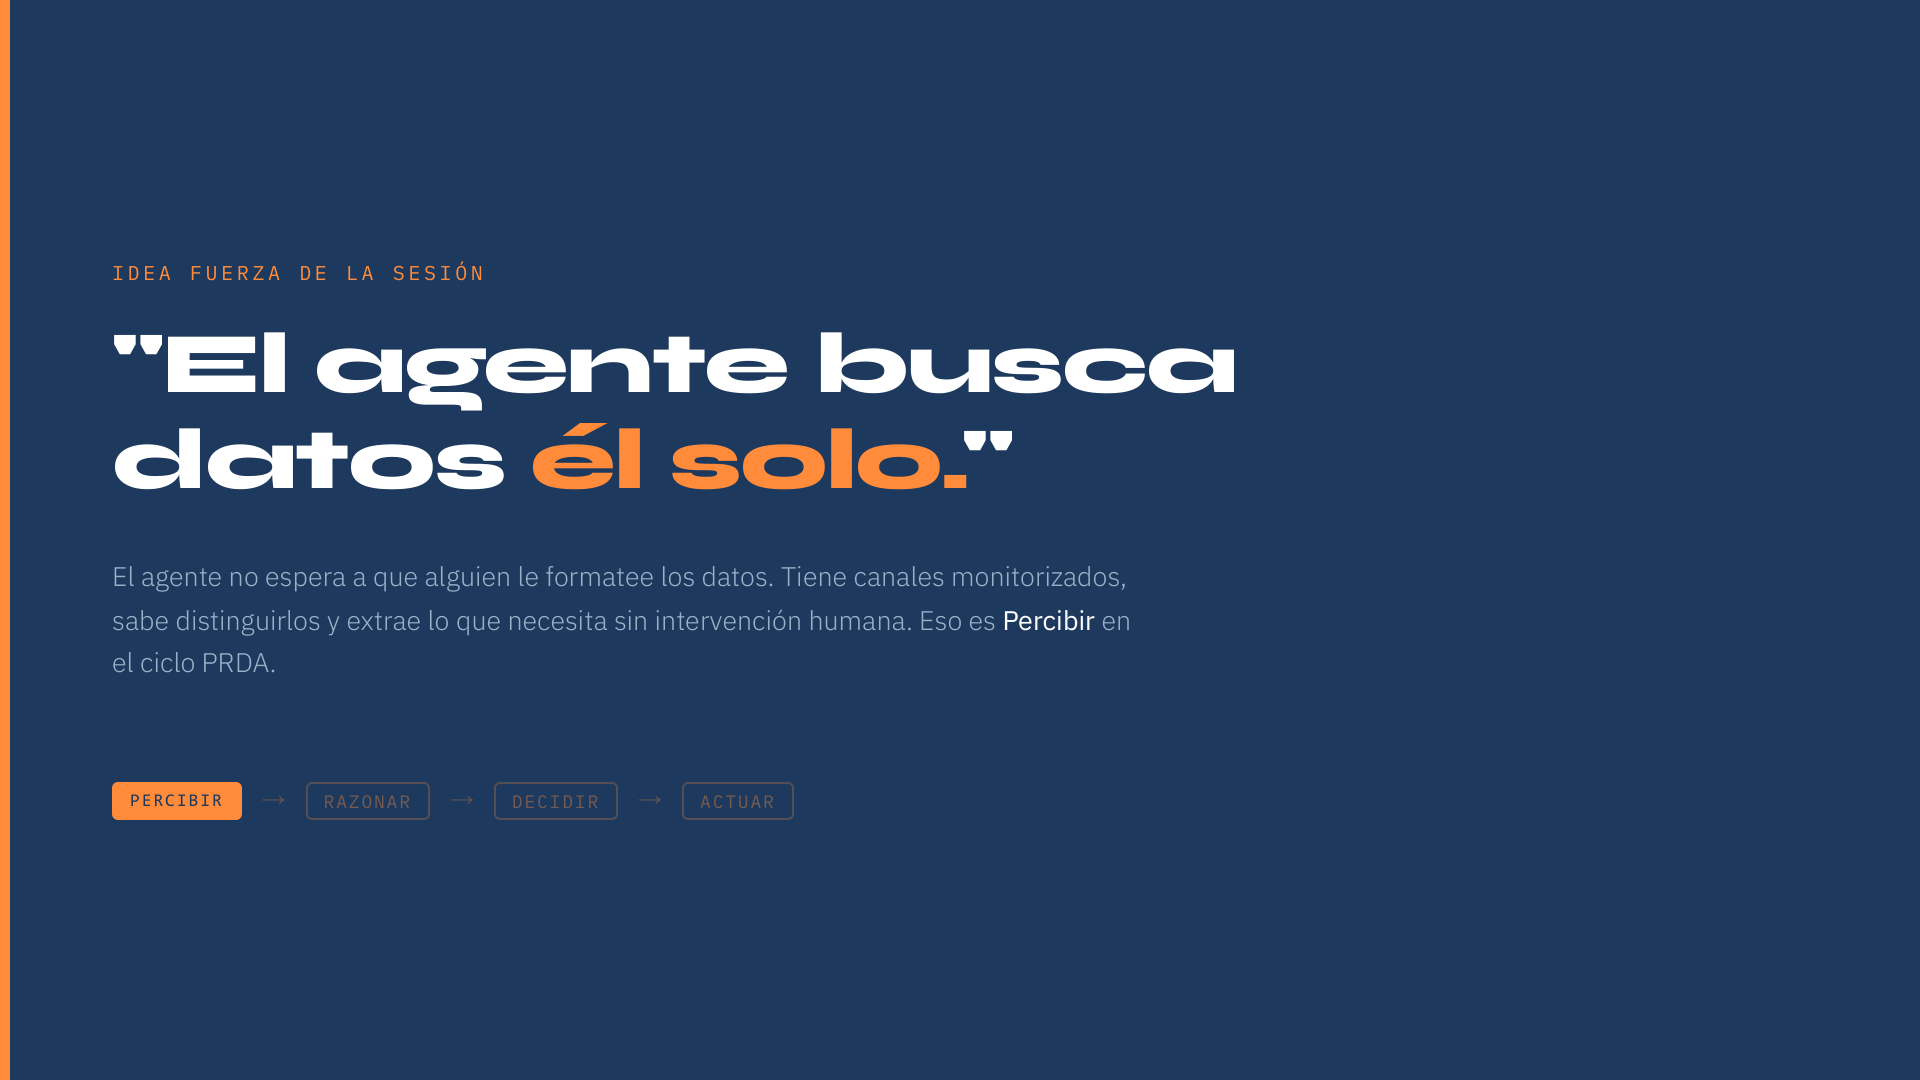 IDEA FUERZA DE LA SESIÓN
"El agente busca
datos él solo."
El agente no espera a que alguien le formatee los datos. Tiene canales monitorizados,
sabe distinguirlos y extrae lo que necesita sin intervención humana. Eso es Percibir en
el ciclo PRDA.
PERCIBIR → RAZONAR → DECIDIR → ACTUAR